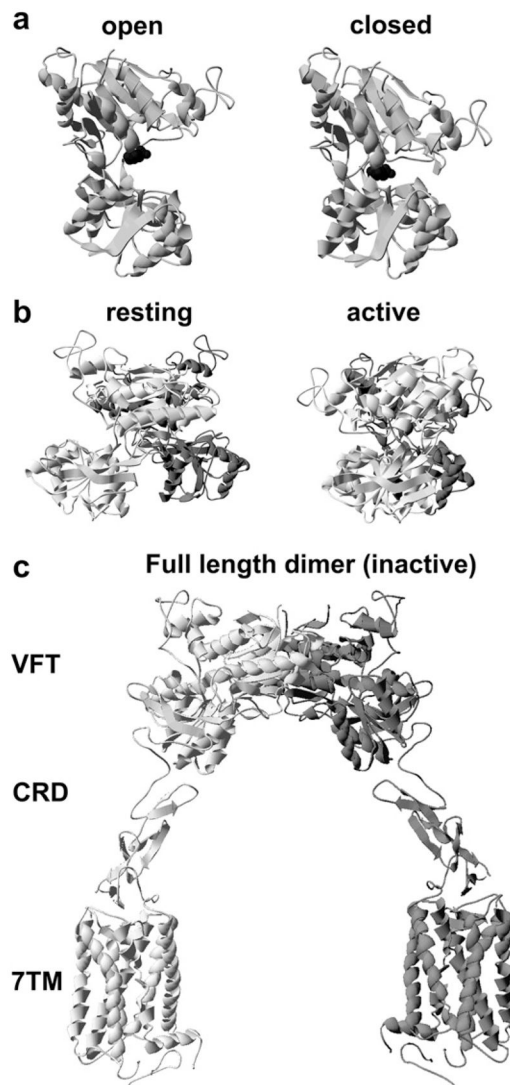 a
open closed
b
resting active
c
Full length dimer (inactive)
VFT
CRD
7TM